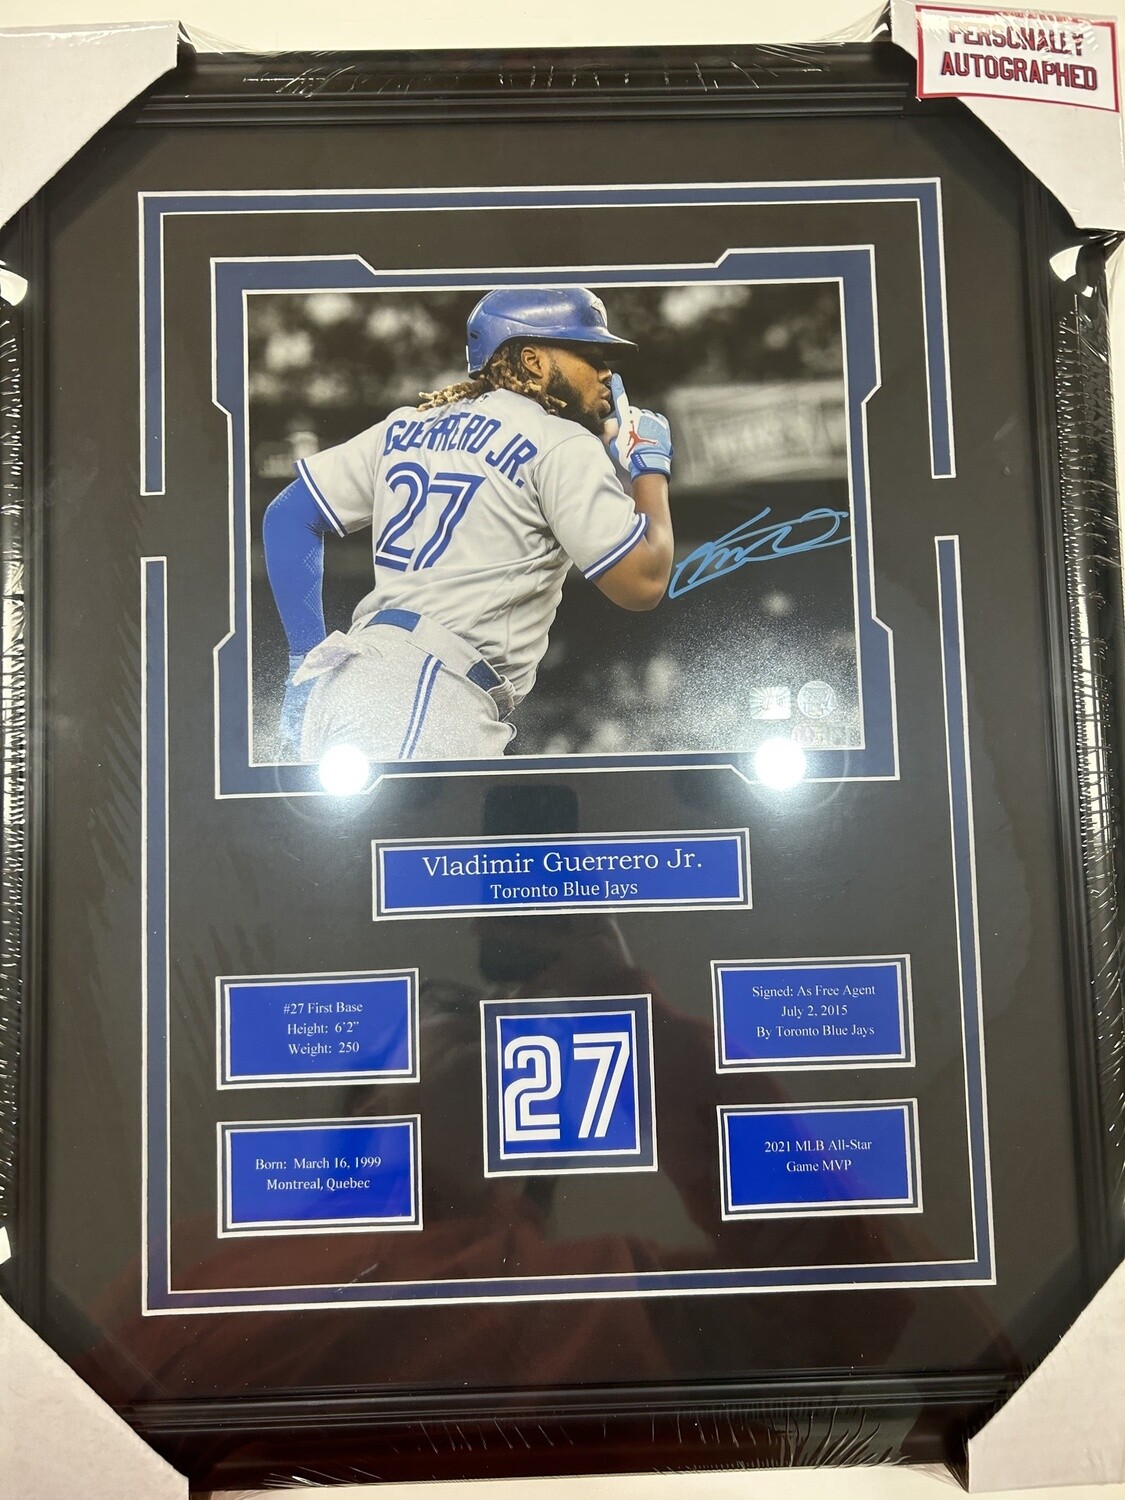 PERSONALLY
AUTOGRAPHED
GUERRERO JR.
27
Vladimir Guerrero Jr.
Toronto Blue Jays
#27 First Base
Height: 6'2"
Weight: 250
Signed: As Free Agent
July 2, 2015
By Toronto Blue Jays
27
Born: March 16, 1999
Montreal, Quebec
2021 MLB All-Star
Game MVP